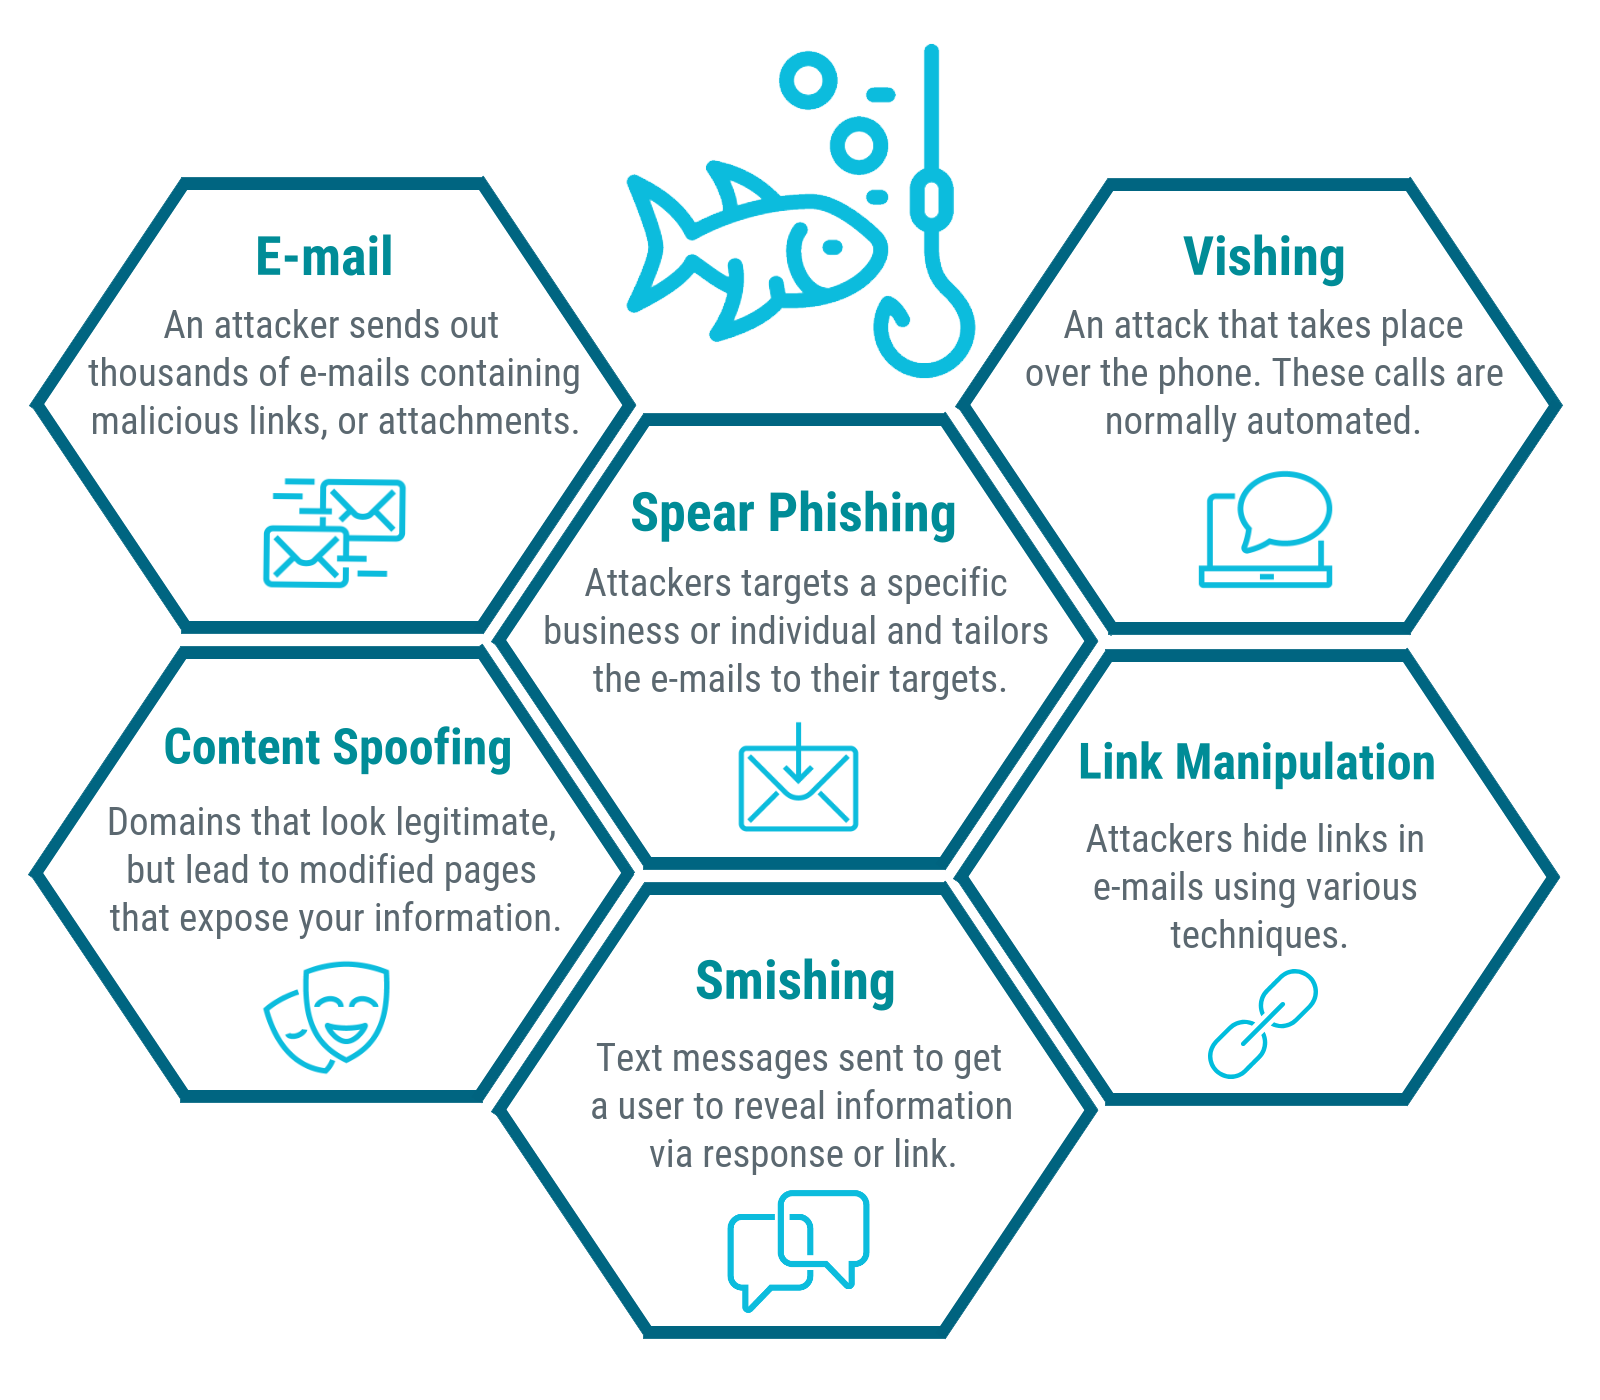 E-mail
An attacker sends out
thousands of e-mails containing
malicious links, or attachments.
Vishing
An attack that takes place
over the phone. These calls are
normally automated.
Spear Phishing
Attackers targets a specific
business or individual and tailors
the e-mails to their targets.
Content Spoofing
Domains that look legitimate,
but lead to modified pages
that expose your information.
Link Manipulation
Attackers hide links in
e-mails using various
techniques.
Smishing
Text messages sent to get
a user to reveal information
via response or link.